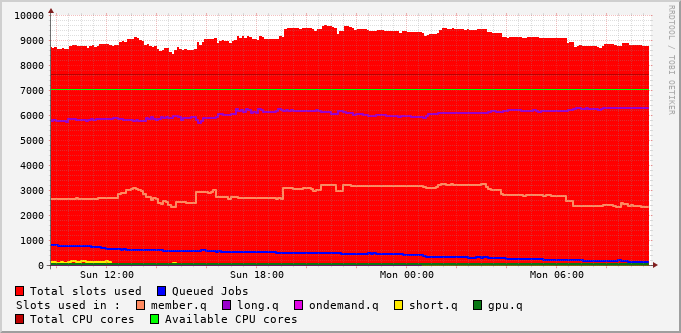 RRDTOOL / TOBI OETIKER
10000
9000
8000
7000
6000
5000
4000
3000
2000
1000
0
Sun 12:00 Sun 18:00 Mon 00:00 Mon 06:00
Total slots used Queued Jobs
Slots used in : member.q long.q ondemand.q short.q gpu.q
Total CPU cores Available CPU cores